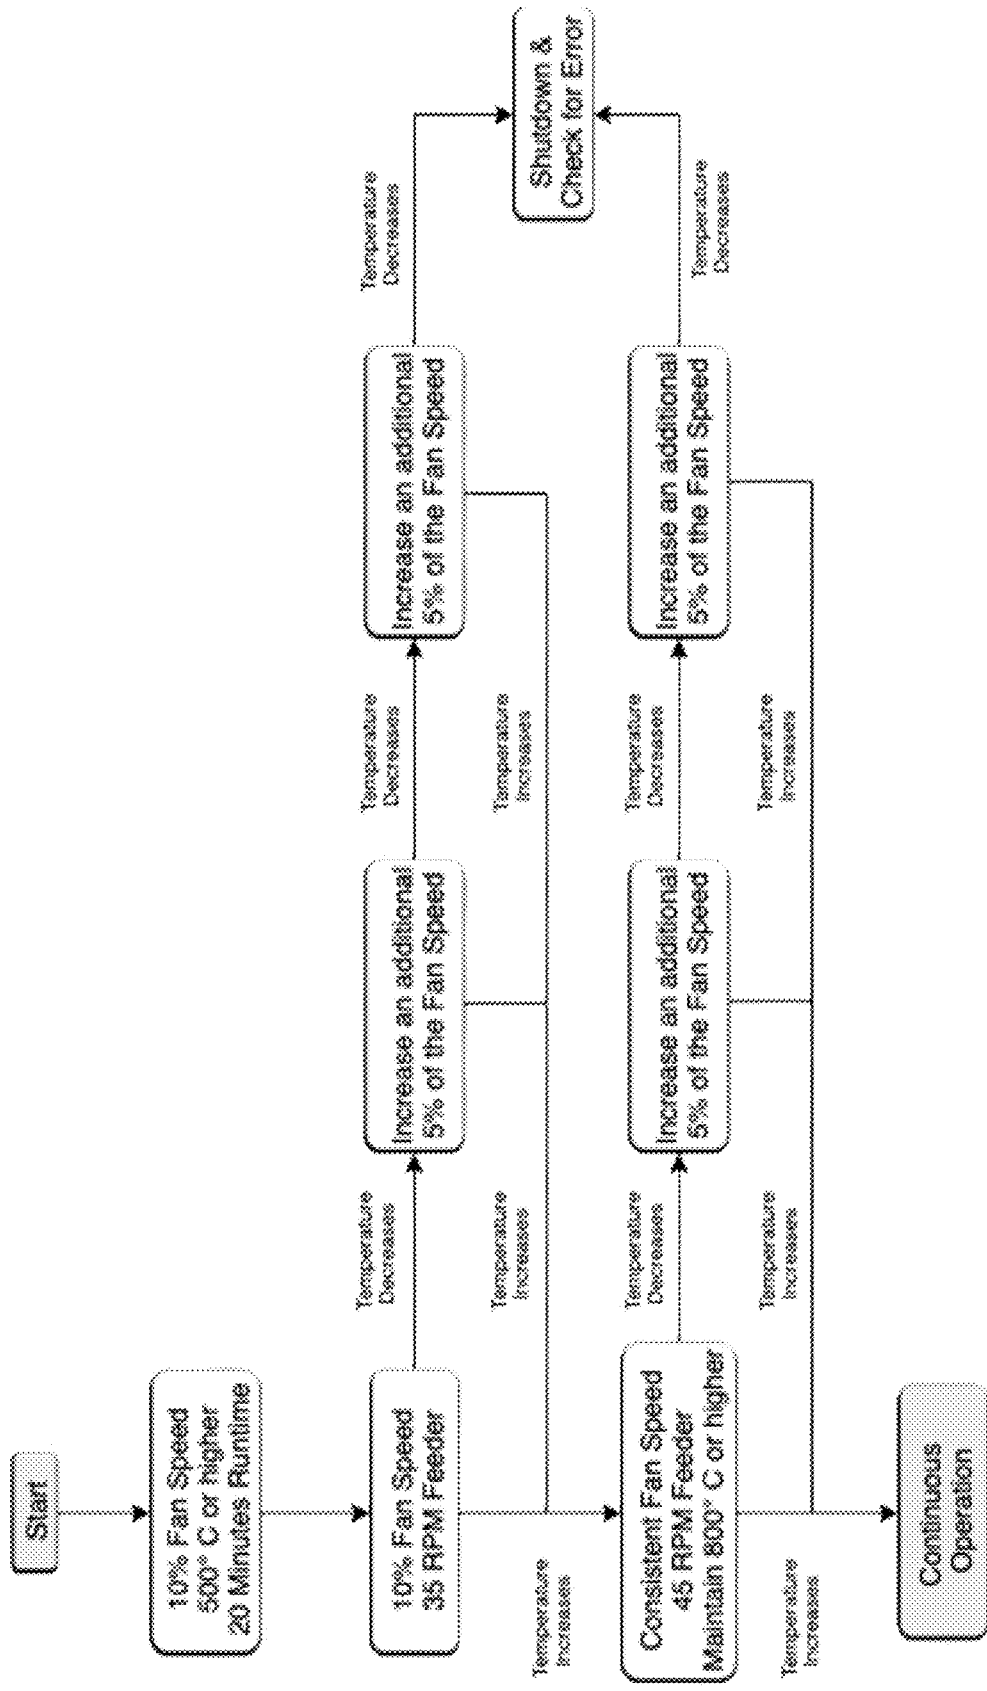 Start
10% Fan Speed
500° C or higher
20 Minutes Runtime
10% Fan Speed
35 RPM Feeder
Temperature
Decreases
Increase an additional
5% of the Fan Speed
Temperature
Decreases
Increase an additional
5% of the Fan Speed
Temperature
Decreases
Shutdown &
Check for Error
Temperature
Increases
Temperature
Increases
Temperature
Increases
Consistent Fan Speed
45 RPM Feeder
Maintain 800° C or higher
Temperature
Decreases
Increase an additional
5% of the Fan Speed
Temperature
Decreases
Increase an additional
5% of the Fan Speed
Temperature
Decreases
Temperature
Increases
Temperature
Increases
Temperature
Increases
Continuous
Operation